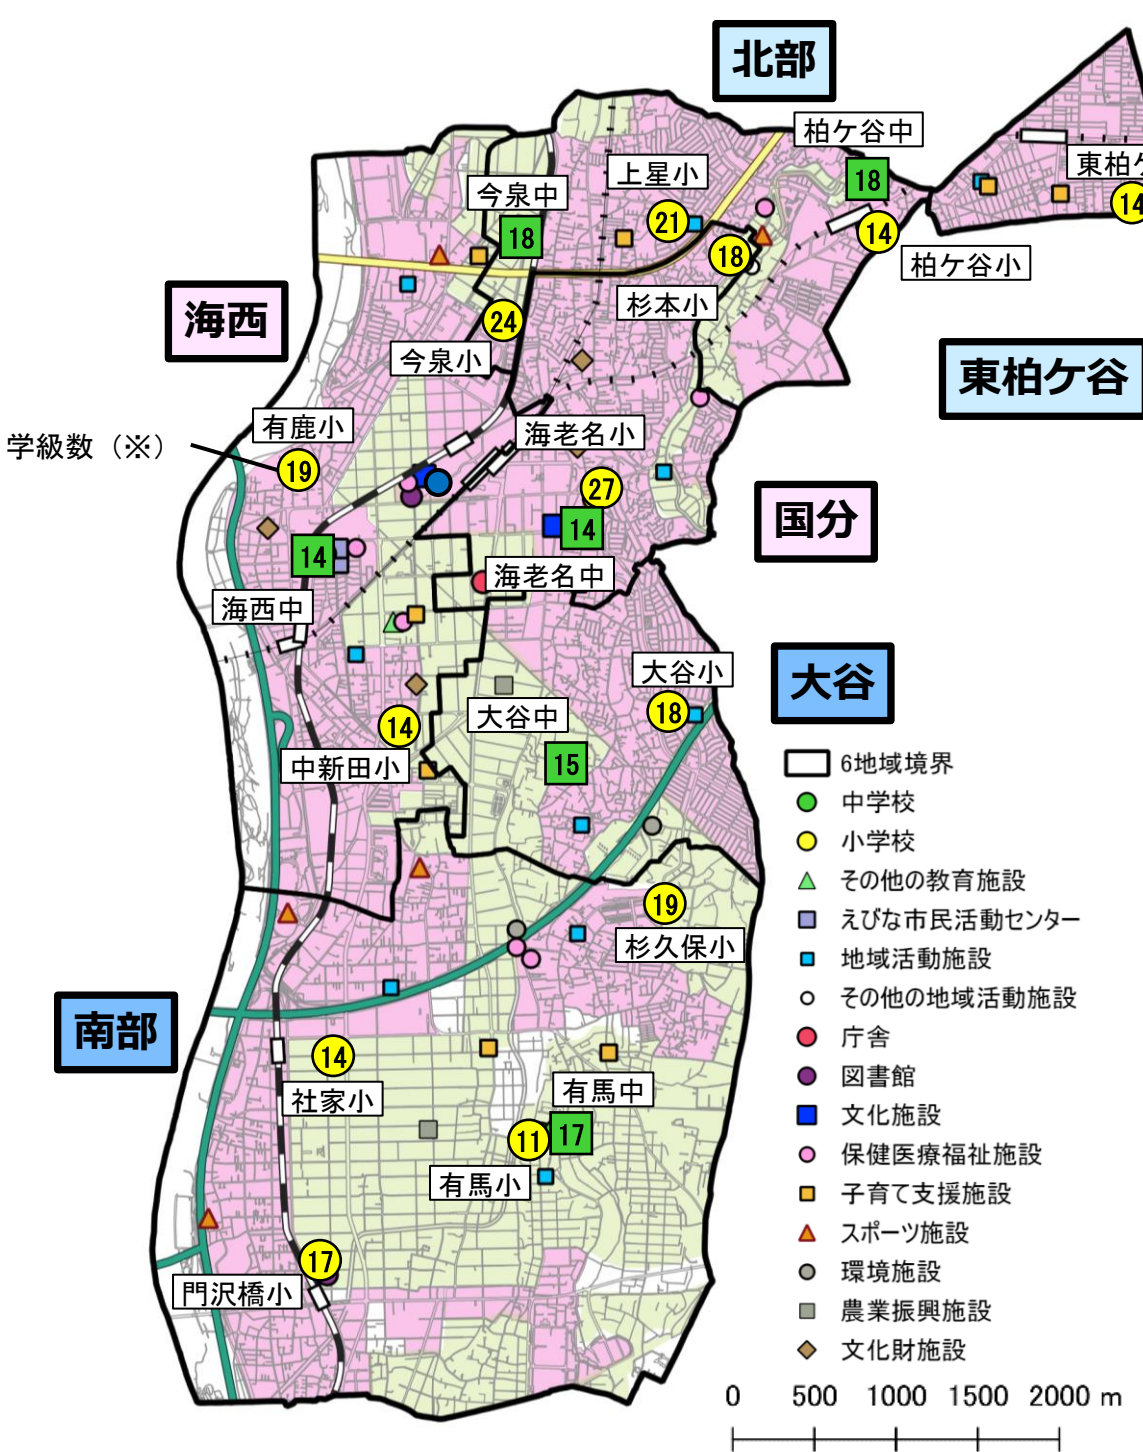 北部
柏ケ谷中
上星小
東柏ケ
今泉中
18
14
21
18
18
14
柏ケ谷小
杉本小
海西
24
今泉小
東柏ケ谷
有鹿小
海老名小
学級数（※）
19
27
国分
14
14
海老名中
海西中
大谷小
大谷
大谷中
18
14
中新田小
15
6地域境界
中学校
小学校
その他の教育施設
19
えびな市民活動センター
杉久保小
地域活動施設
その他の地域活動施設
南部
庁舎
14
図書館
社家小
有馬中
文化施設
11
17
保健医療福祉施設
有馬小
子育て支援施設
スポーツ施設
17
環境施設
門沢橋小
農業振興施設
文化財施設
0 500 1000 1500 2000 m